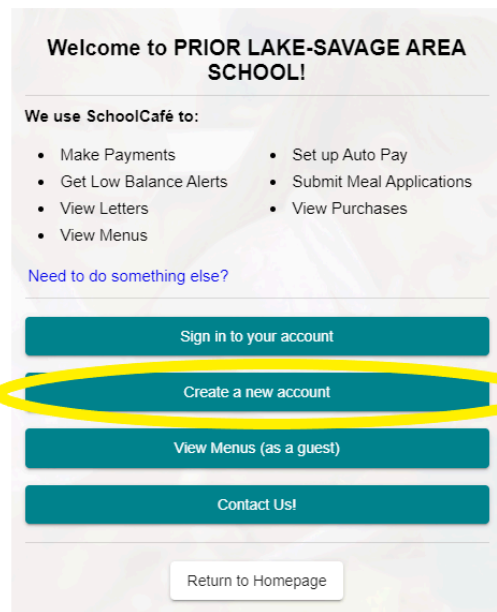 Welcome to PRIOR LAKE-SAVAGE AREA
SCHOOL!
We use SchoolCafé to:
• Make Payments
• Get Low Balance Alerts
• View Letters
• View Menus
• Set up Auto Pay
• Submit Meal Applications
• View Purchases
Need to do something else?
Sign in to your account
Create a new account
View Menus (as a guest)
Contact Us!
Return to Homepage